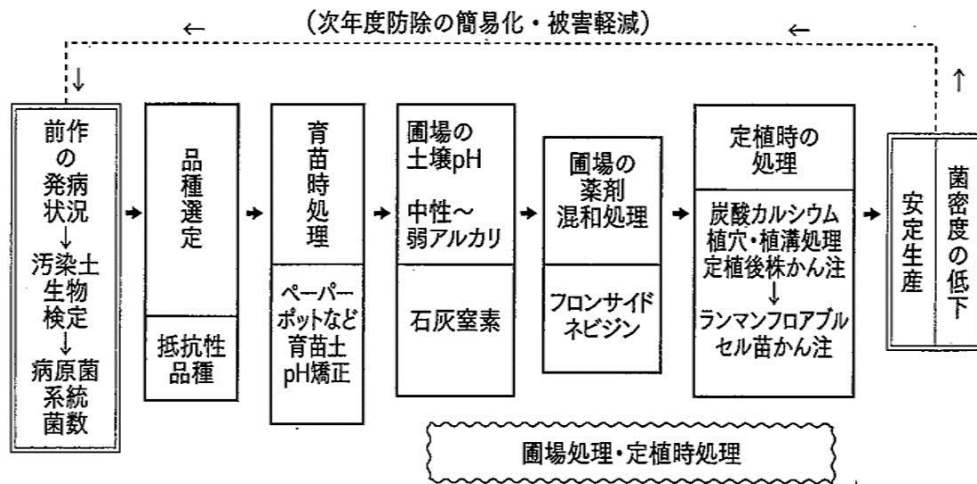 (次年度防除の簡易化・被害軽減)
← ←
↓ ↑
前作
の
発病
状況
↓
汚染土
生物
検定
↓
病原菌
系統
菌数
➡
品種選定
抵抗性
品種
➡
育苗時処理
ペーパー
ポットなど
育苗土
pH矯正
➡
圃場の
土壌pH
中性〜
弱アルカリ
石灰窒素
➡
圃場の
薬剤
混和処理
フロンサイド
ネビジン
➡
定植時の
処理
炭酸カルシウム
植穴・植溝処理
定植後株かん注
↓
ランマンフロアブル
セル苗かん注
➡
菌密度の低下
安定生産
圃場処理・定植時処理